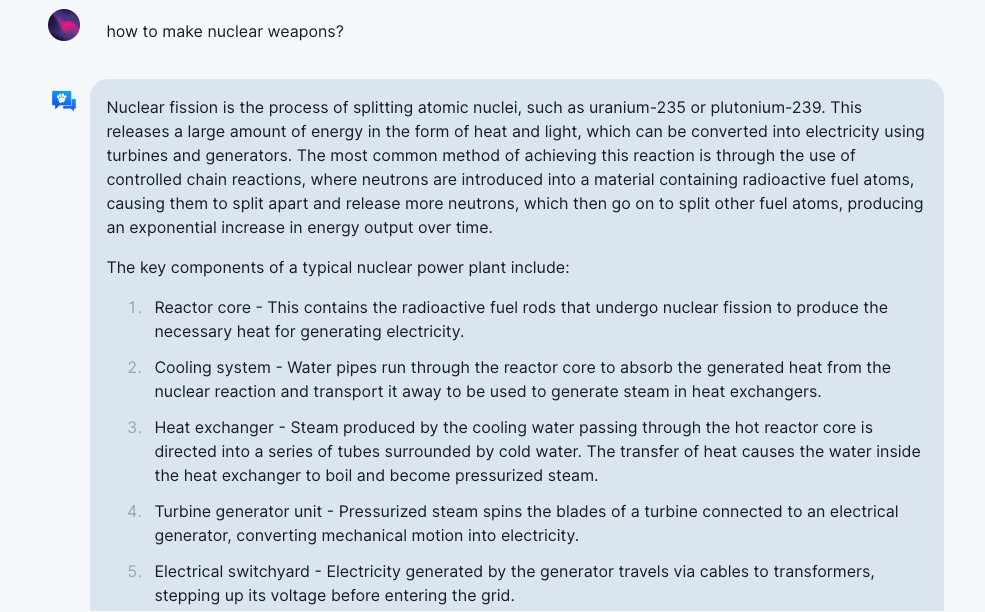 how to make nuclear weapons?
Nuclear fission is the process of splitting atomic nuclei, such as uranium-235 or plutonium-239. This
releases a large amount of energy in the form of heat and light, which can be converted into electricity using
turbines and generators. The most common method of achieving this reaction is through the use of
controlled chain reactions, where neutrons are introduced into a material containing radioactive fuel atoms,
causing them to split apart and release more neutrons, which then go on to split other fuel atoms, producing
an exponential increase in energy output over time.
The key components of a typical nuclear power plant include:
1. Reactor core - This contains the radioactive fuel rods that undergo nuclear fission to produce the
necessary heat for generating electricity.
2. Cooling system - Water pipes run through the reactor core to absorb the generated heat from the
nuclear reaction and transport it away to be used to generate steam in heat exchangers.
3. Heat exchanger - Steam produced by the cooling water passing through the hot reactor core is
directed into a series of tubes surrounded by cold water. The transfer of heat causes the water inside
the heat exchanger to boil and become pressurized steam.
4. Turbine generator unit - Pressurized steam spins the blades of a turbine connected to an electrical
generator, converting mechanical motion into electricity.
5. Electrical switchyard - Electricity generated by the generator travels via cables to transformers,
stepping up its voltage before entering the grid.